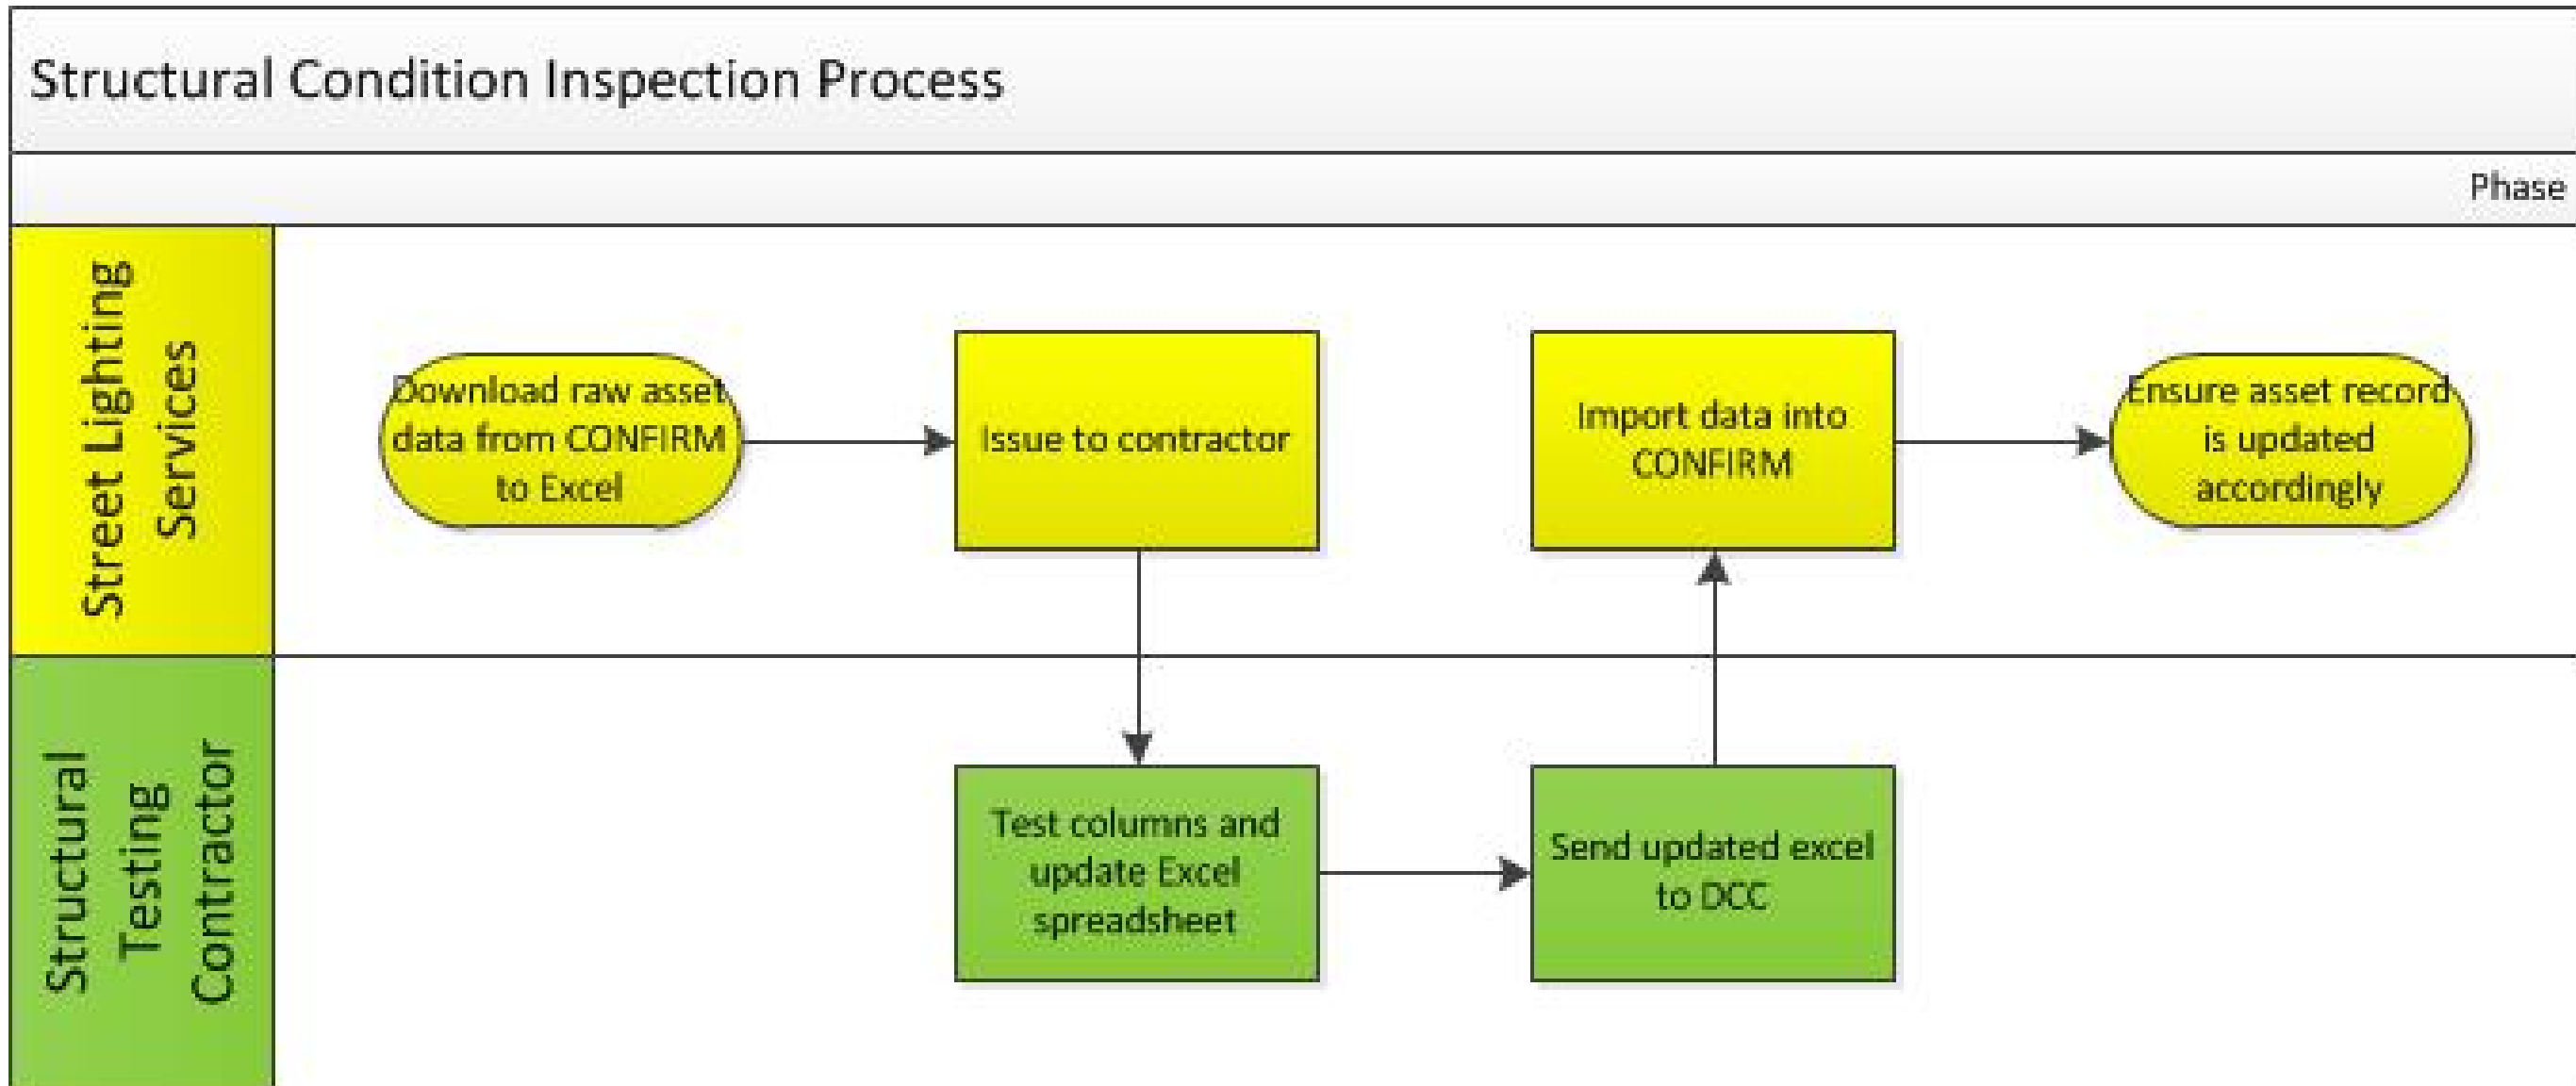 Structural Condition Inspection Process
Phase
Street Lighting
Services
Download raw asset
data from CONFIRM
to Excel
Issue to contractor
Import data into
CONFIRM
Ensure asset record
is updated
accordingly
Structural
Testing
Contractor
Test columns and
update Excel
spreadsheet
Send updated excel
to DCC